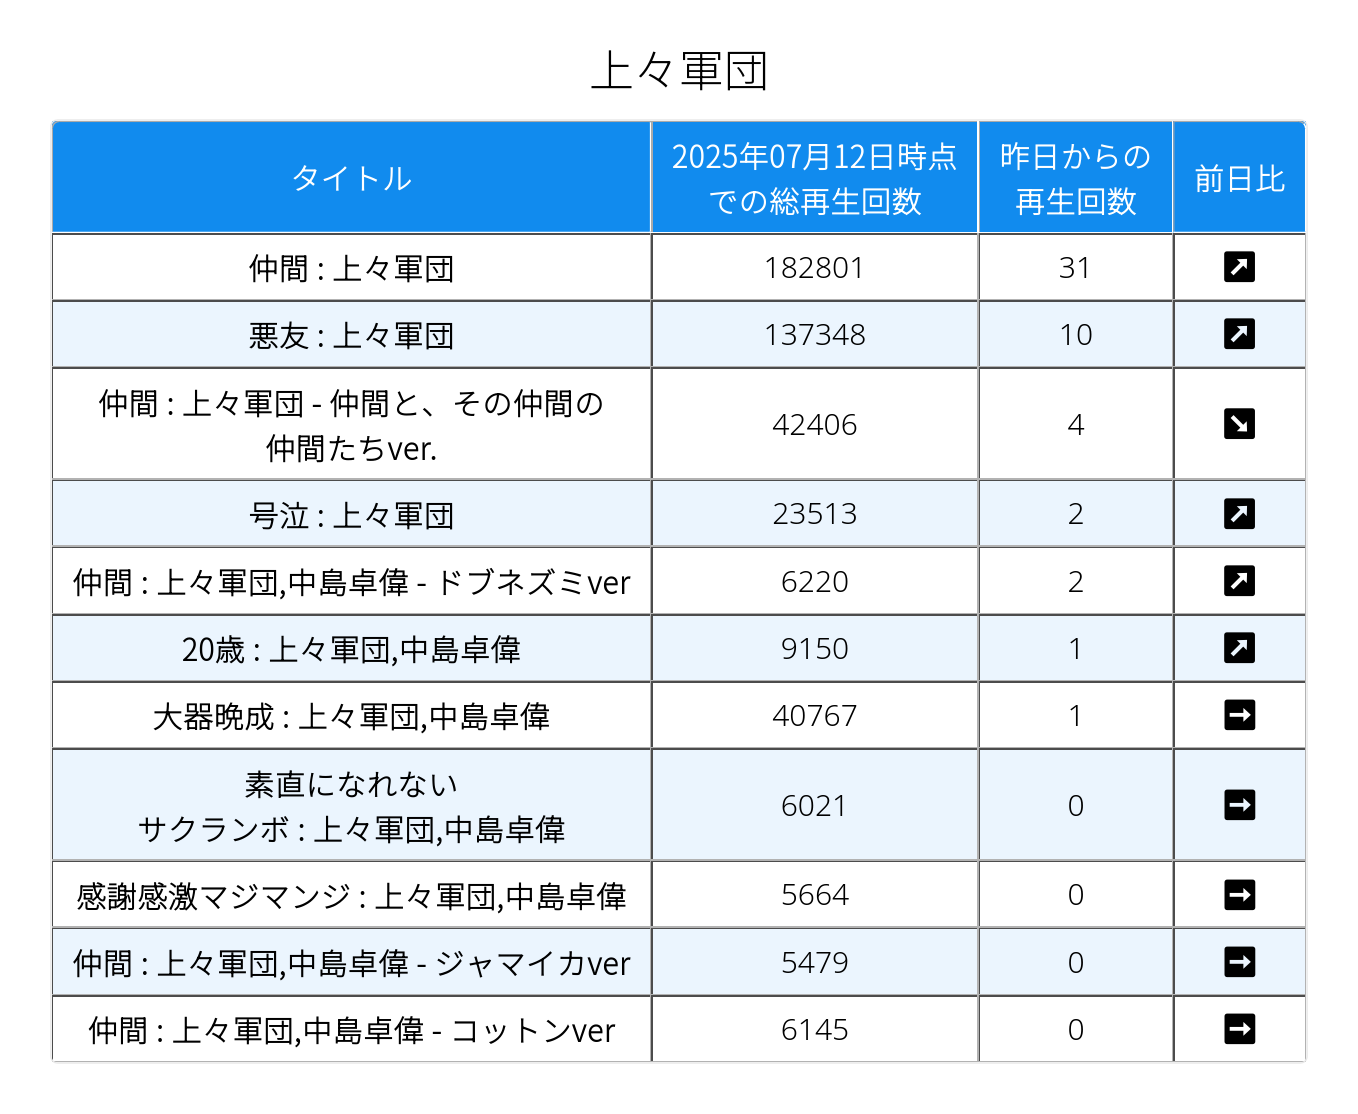 上々軍団
タイトル
2025年07月12日時点
での総再生回数
昨日からの
再生回数
前日比
仲間 : 上々軍団
182801
31
悪友 : 上々軍団
137348
10
仲間 : 上々軍団 - 仲間と、その仲間の
仲間たちver.
42406
4
号泣 : 上々軍団
23513
2
仲間 : 上々軍団,中島卓偉 - ドブネズミver
6220
2
20歳 : 上々軍団,中島卓偉
9150
1
大器晩成 : 上々軍団,中島卓偉
40767
1
素直になれない
サクランボ : 上々軍団,中島卓偉
6021
0
感謝感激マジマンジ : 上々軍団,中島卓偉
5664
0
仲間 : 上々軍団,中島卓偉 - ジャマイカver
5479
0
仲間 : 上々軍団,中島卓偉 - コットンver
6145
0